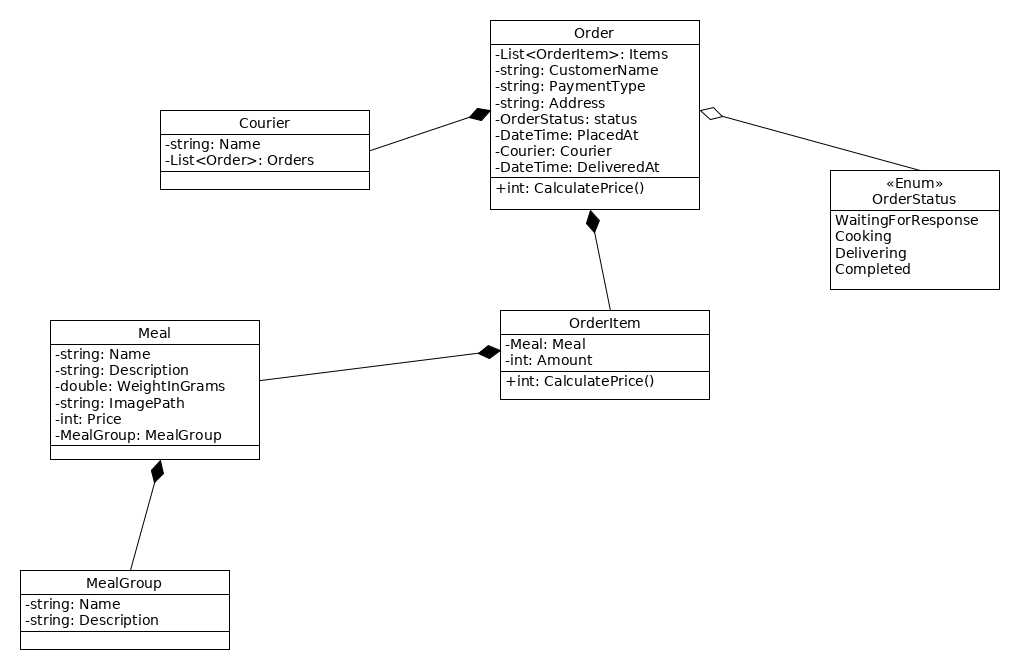 Order
-List<OrderItem>: Items
-string: CustomerName
-string: PaymentType
-string: Address
-OrderStatus: status
-DateTime: PlacedAt
-Courier: Courier
-DateTime: DeliveredAt
+int: CalculatePrice()
Courier
-string: Name
-List<Order>: Orders
«Enum»
OrderStatus
WaitingForResponse
Cooking
Delivering
Completed
OrderItem
-Meal: Meal
-int: Amount
+int: CalculatePrice()
Meal
-string: Name
-string: Description
-double: WeightInGrams
-string: ImagePath
-int: Price
-MealGroup: MealGroup
MealGroup
-string: Name
-string: Description